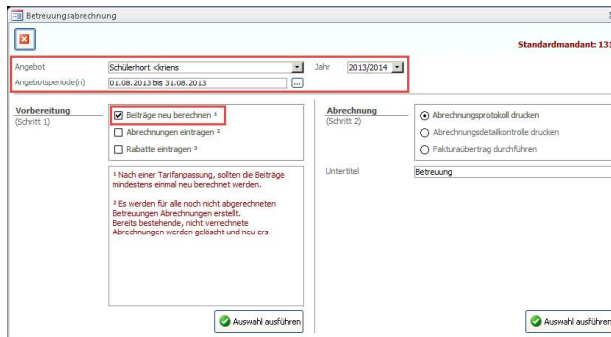 Betreuungsabrechnung
Standardmandant: 131
Angebot
Schülerhort <kriens
Jahr
2013/2014
Angebotsperiode(n)
01.08.2013 bis 31.08.2013
...
Vorbereitung
(Schritt 1)
Beiträge neu berechnen ¹
Abrechnungen eintragen ²
Rabatte eintragen ³
¹ Nach einer Tarifanpassung, sollten die Beiträge
mindestens einmal neu berechnet werden.
² Es werden für alle noch nicht abgerechneten
Betreuungen Abrechnungen erstellt.
Bereits bestehende, nicht verrechnete
Abrechnungen werden gelöscht und neu ers
Auswahl ausführen
Abrechnung
(Schritt 2)
Abrechnungsprotokoll drucken
Abrechnungsdetailkontrolle drucken
Fakturaübertrag durchführen
Untertitel
Betreuung
Auswahl ausführen